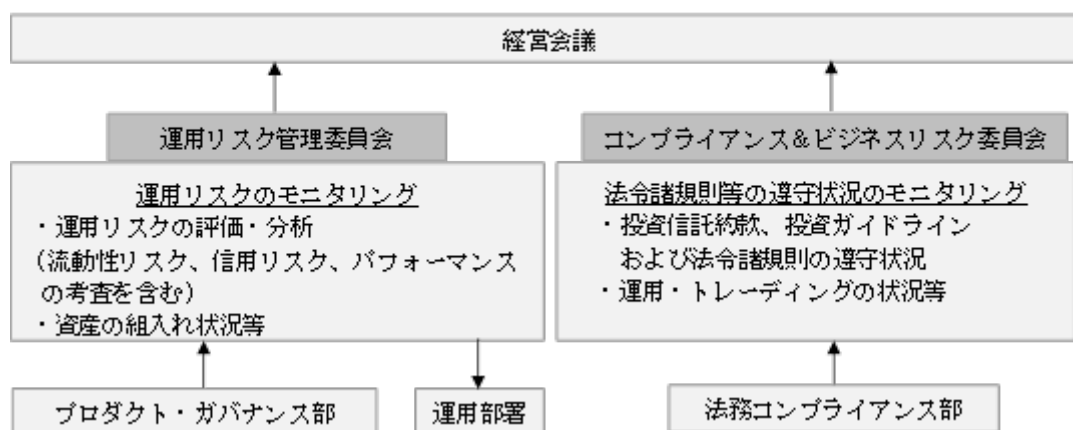 経営会議
運用リスク管理委員会
運用リスクのモニタリング
・運用リスクの評価・分析
(流動性リスク、信用リスク、パフォーマンス
の考査を含む)
・資産の組入れ状況等
コンプライアンス&ビジネスリスク委員会
法令諸規則等の遵守状況のモニタリング
・投資信託約款、投資ガイドライン
および法令諸規則の遵守状況
・運用・トレーディングの状況等
プロダクト・ガバナンス部
運用部署
法務コンプライアンス部